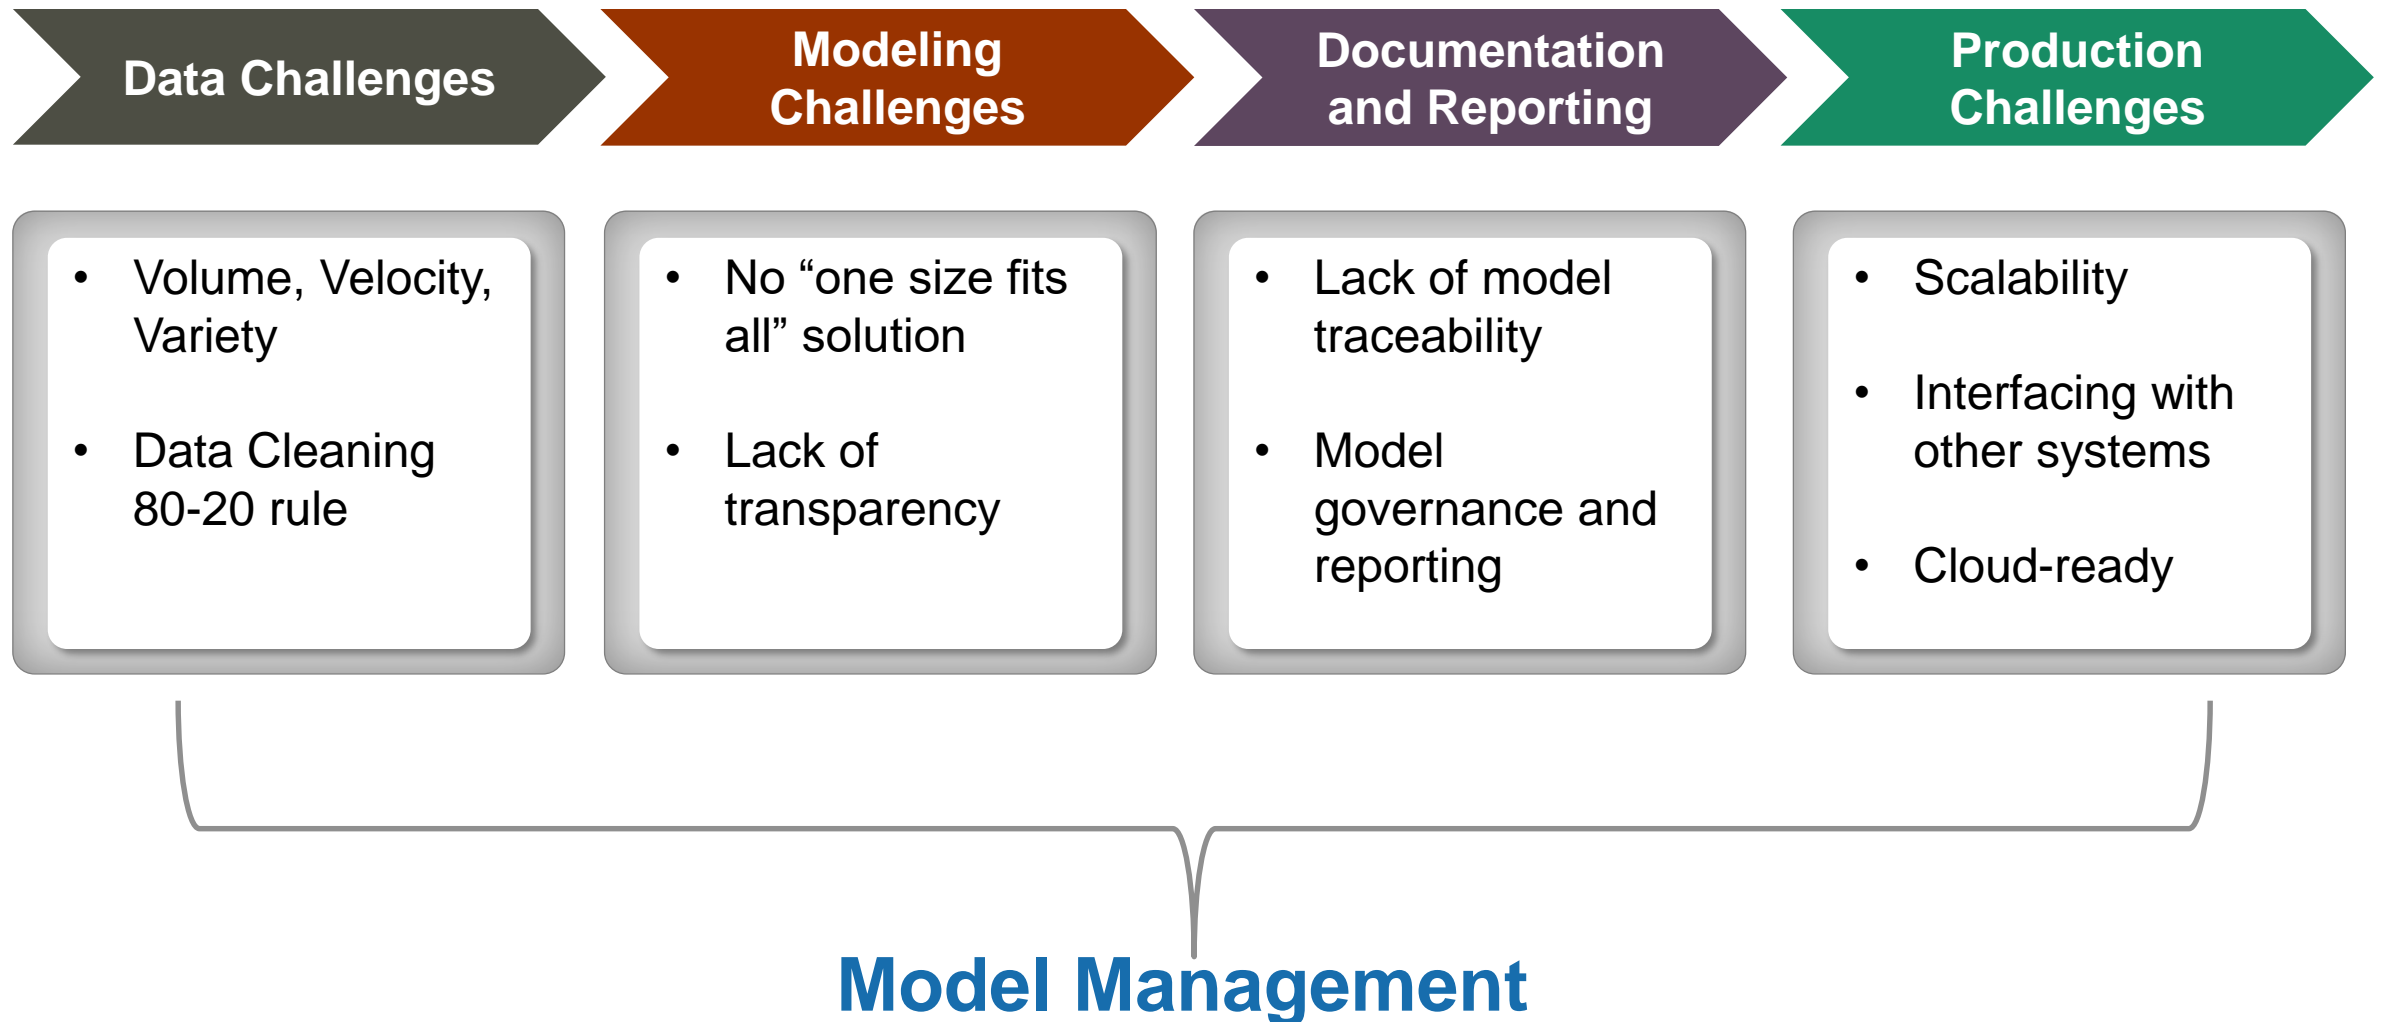 Data Challenges
Modeling
Challenges
Documentation
and Reporting
Production
Challenges
• Volume, Velocity,
Variety
• Data Cleaning
80-20 rule
• No “one size fits
all” solution
• Lack of
transparency
• Lack of model
traceability
• Model
governance and
reporting
• Scalability
• Interfacing with
other systems
• Cloud-ready
Model Management